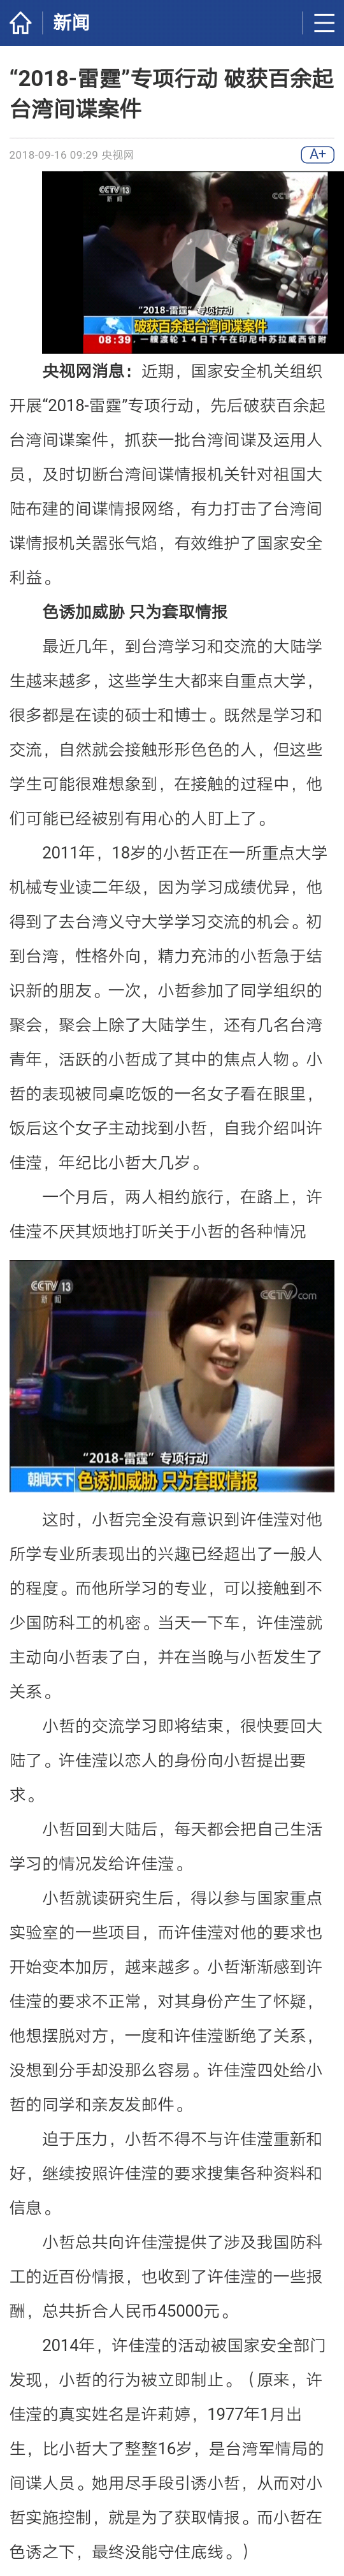 新闻
“2018-雷霆”专项行动 破获百余起
台湾间谍案件
2018-09-16 09:29 央视网
A+
CCTV 13
新闻
“2018-雷霆”专项行动
破获百余起台湾间谍案件
08:39 一艘渡轮14日下午在印尼中苏拉威西省附
央视网消息：近期，国家安全机关组织
开展“2018-雷霆”专项行动，先后破获百余起
台湾间谍案件，抓获一批台湾间谍及运用人
员，及时切断台湾间谍情报机关针对祖国大
陆布建的间谍情报网络，有力打击了台湾间
谍情报机关嚣张气焰，有效维护了国家安全
利益。
色诱加威胁 只为套取情报
最近几年，到台湾学习和交流的大陆学
生越来越多，这些学生大都来自重点大学，
很多都是在读的硕士和博士。既然是学习和
交流，自然就会接触形形色色的人，但这些
学生可能很难想象到，在接触的过程中，他
们可能已经被别有用心的人盯上了。
2011年，18岁的小哲正在一所重点大学
机械专业读二年级，因为学习成绩优异，他
得到了去台湾义守大学学习交流的机会。初
到台湾，性格外向，精力充沛的小哲急于结
识新的朋友。一次，小哲参加了同学组织的
聚会，聚会上除了大陆学生，还有几名台湾
青年，活跃的小哲成了其中的焦点人物。小
哲的表现被同桌吃饭的一名女子看在眼里，
饭后这个女子主动找到小哲，自我介绍叫许
佳滢，年纪比小哲大几岁。
一个月后，两人相约旅行，在路上，许
佳滢不厌其烦地打听关于小哲的各种情况
CCTV 13
新闻
CCTV.com
“2018-雷霆”专项行动
朝闻天下 色诱加威胁 只为套取情报
这时，小哲完全没有意识到许佳滢对他
所学专业所表现出的兴趣已经超出了一般人
的程度。而他所学习的专业，可以接触到不
少国防科工的机密。当天一下车，许佳滢就
主动向小哲表了白，并在当晚与小哲发生了
关系。
小哲的交流学习即将结束，很快要回大
陆了。许佳滢以恋人的身份向小哲提出要
求。
小哲回到大陆后，每天都会把自己生活
学习的情况发给许佳滢。
小哲就读研究生后，得以参与国家重点
实验室的一些项目，而许佳滢对他的要求也
开始变本加厉，越来越多。小哲渐渐感到许
佳滢的要求不正常，对其身份产生了怀疑，
他想摆脱对方，一度和许佳滢断绝了关系，
没想到分手却没那么容易。许佳滢四处给小
哲的同学和亲友发邮件。
迫于压力，小哲不得不与许佳滢重新和
好，继续按照许佳滢的要求搜集各种资料和
信息。
小哲总共向许佳滢提供了涉及我国防科
工的近百份情报，也收到了许佳滢的一些报
酬，总共折合人民币45000元。
2014年，许佳滢的活动被国家安全部门
发现，小哲的行为被立即制止。（原来，许
佳滢的真实姓名是许莉婷，1977年1月出
生，比小哲大了整整16岁，是台湾军情局的
间谍人员。她用尽手段引诱小哲，从而对小
哲实施控制，就是为了获取情报。而小哲在
色诱之下，最终没能守住底线。）